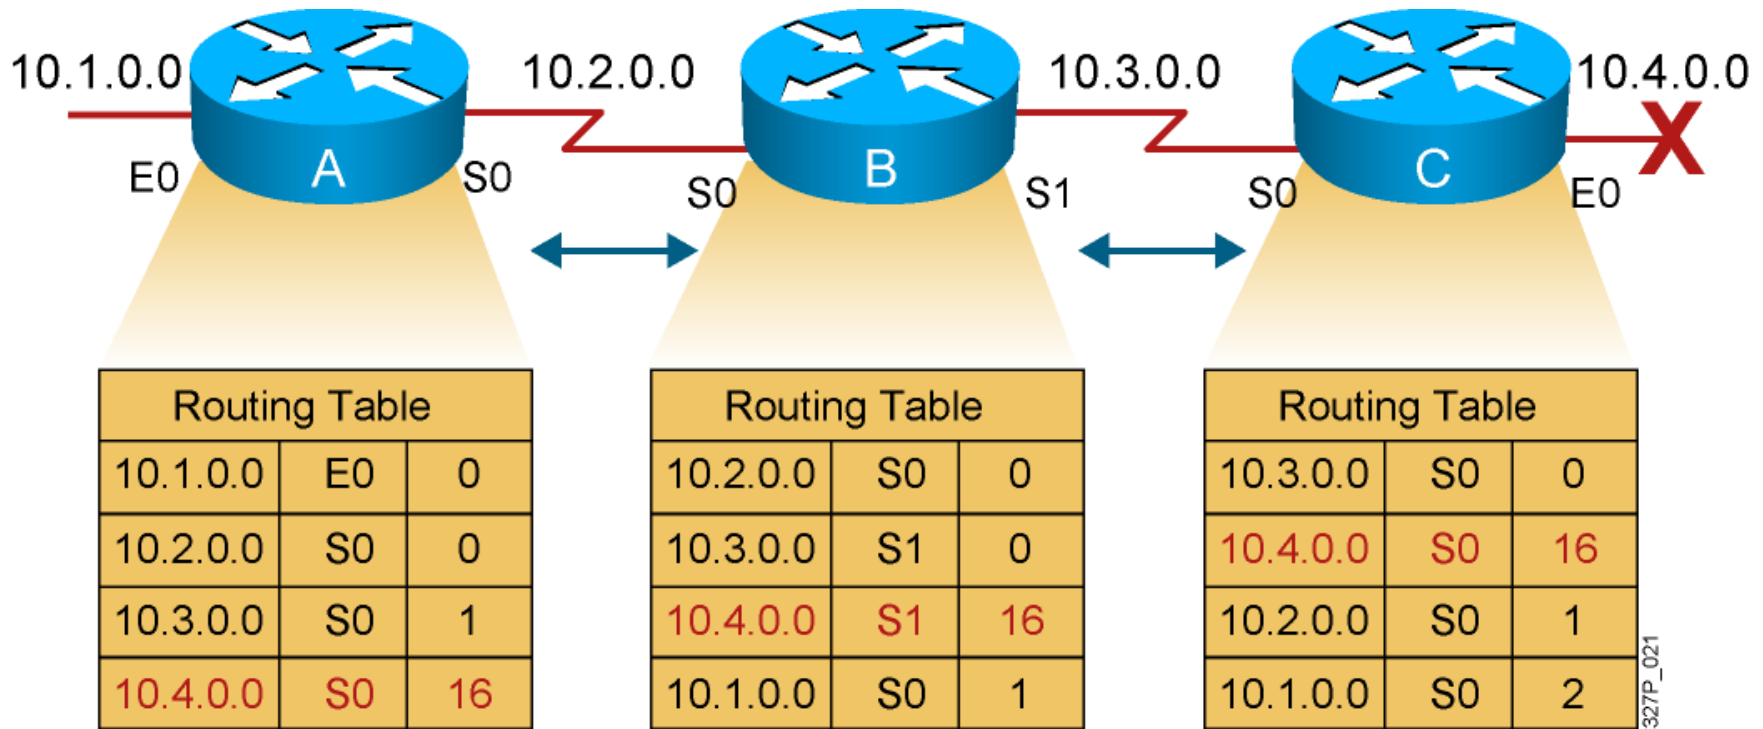 10.1.0.0 10.2.0.0 10.3.0.0 10.4.0.0
A B C
E0 S0 S0 S1 S0 E0
X
Routing Table
10.1.0.0 E0 0
10.2.0.0 S0 0
10.3.0.0 S0 1
10.4.0.0 S0 16
Routing Table
10.2.0.0 S0 0
10.3.0.0 S1 0
10.4.0.0 S1 16
10.1.0.0 S0 1
Routing Table
10.3.0.0 S0 0
10.4.0.0 S0 16
10.2.0.0 S0 1
10.1.0.0 S0 2
327P_021